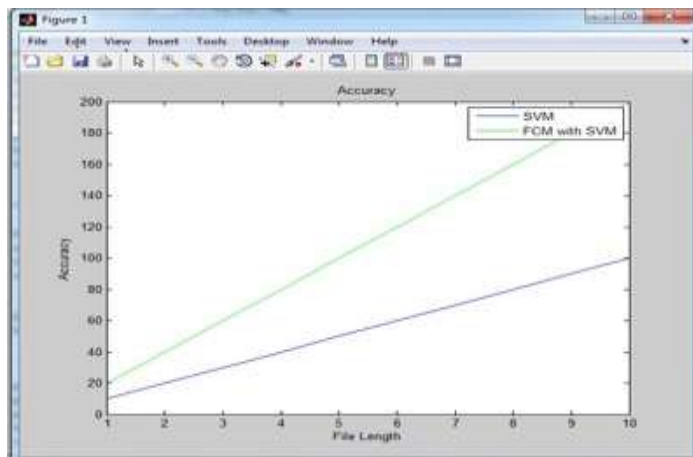 Figure 1
File Edit View Insert Tools Desktop Window Help
Accuracy
SVM
FCM with SVM
200
180
160
140
120
100
80
60
40
20
0
Accuracy
1 2 3 4 5 6 7 8 9 10
File Length